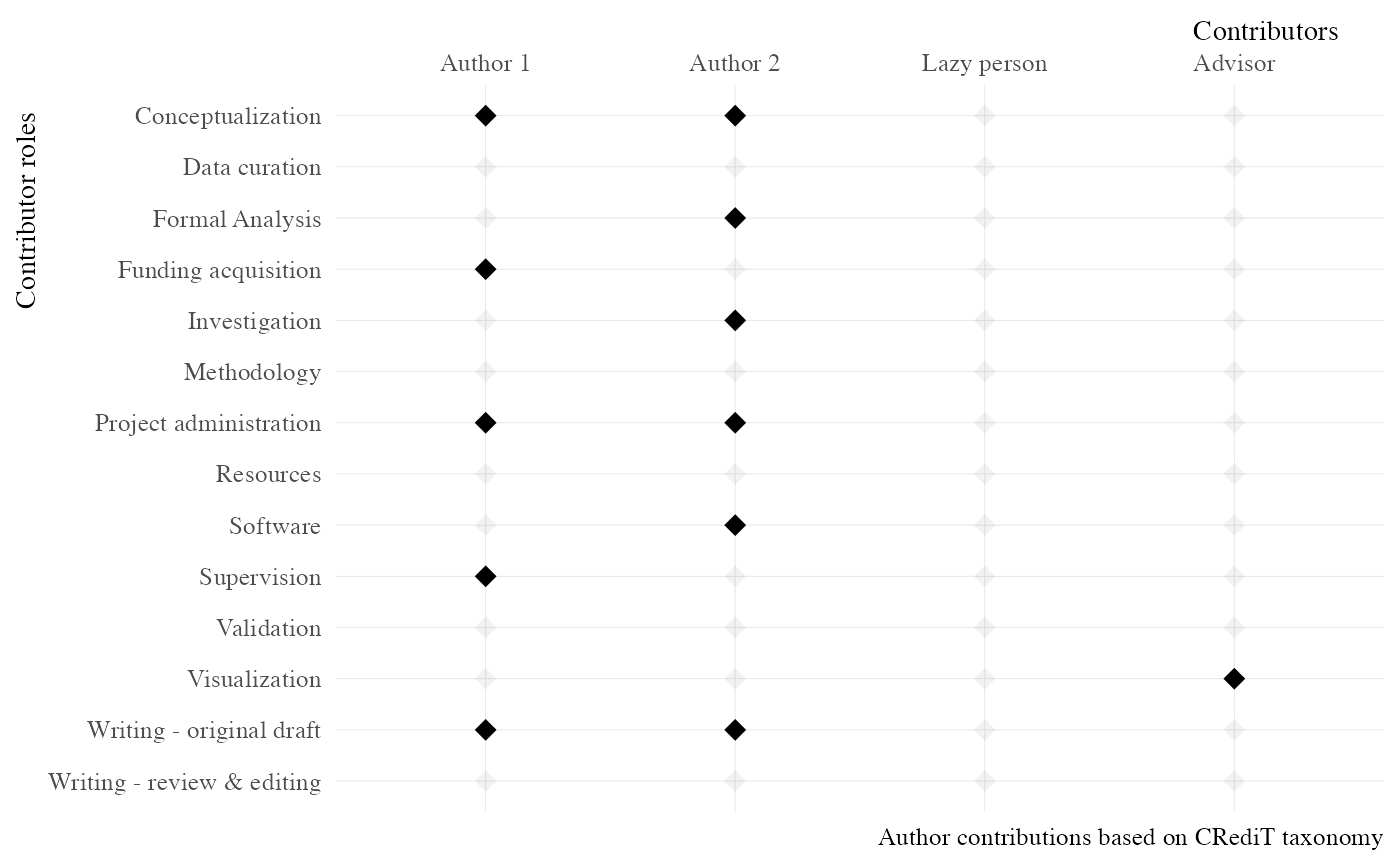 Contributors
Author 1 Author 2 Lazy person Advisor
Contributor roles
Conceptualization
Data curation
Formal Analysis
Funding acquisition
Investigation
Methodology
Project administration
Resources
Software
Supervision
Validation
Visualization
Writing - original draft
Writing - review & editing
Author contributions based on CRediT taxonomy